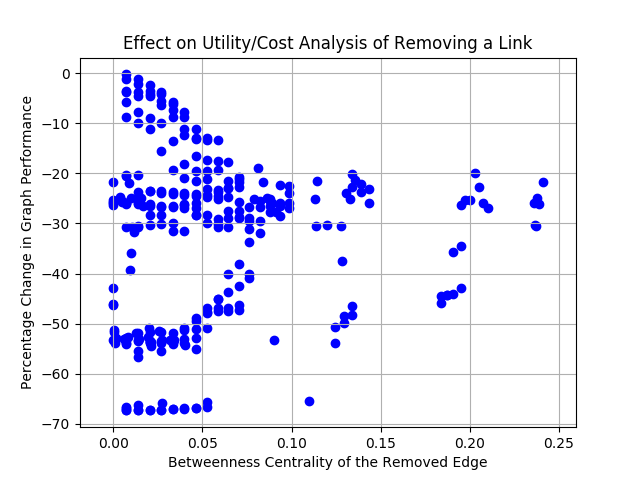 Effect on Utility/Cost Analysis of Removing a Link
Percentage Change in Graph Performance
0
−10
−20
−30
−40
−50
−60
−70
0.00 0.05 0.10 0.15 0.20 0.25
Betweenness Centrality of the Removed Edge